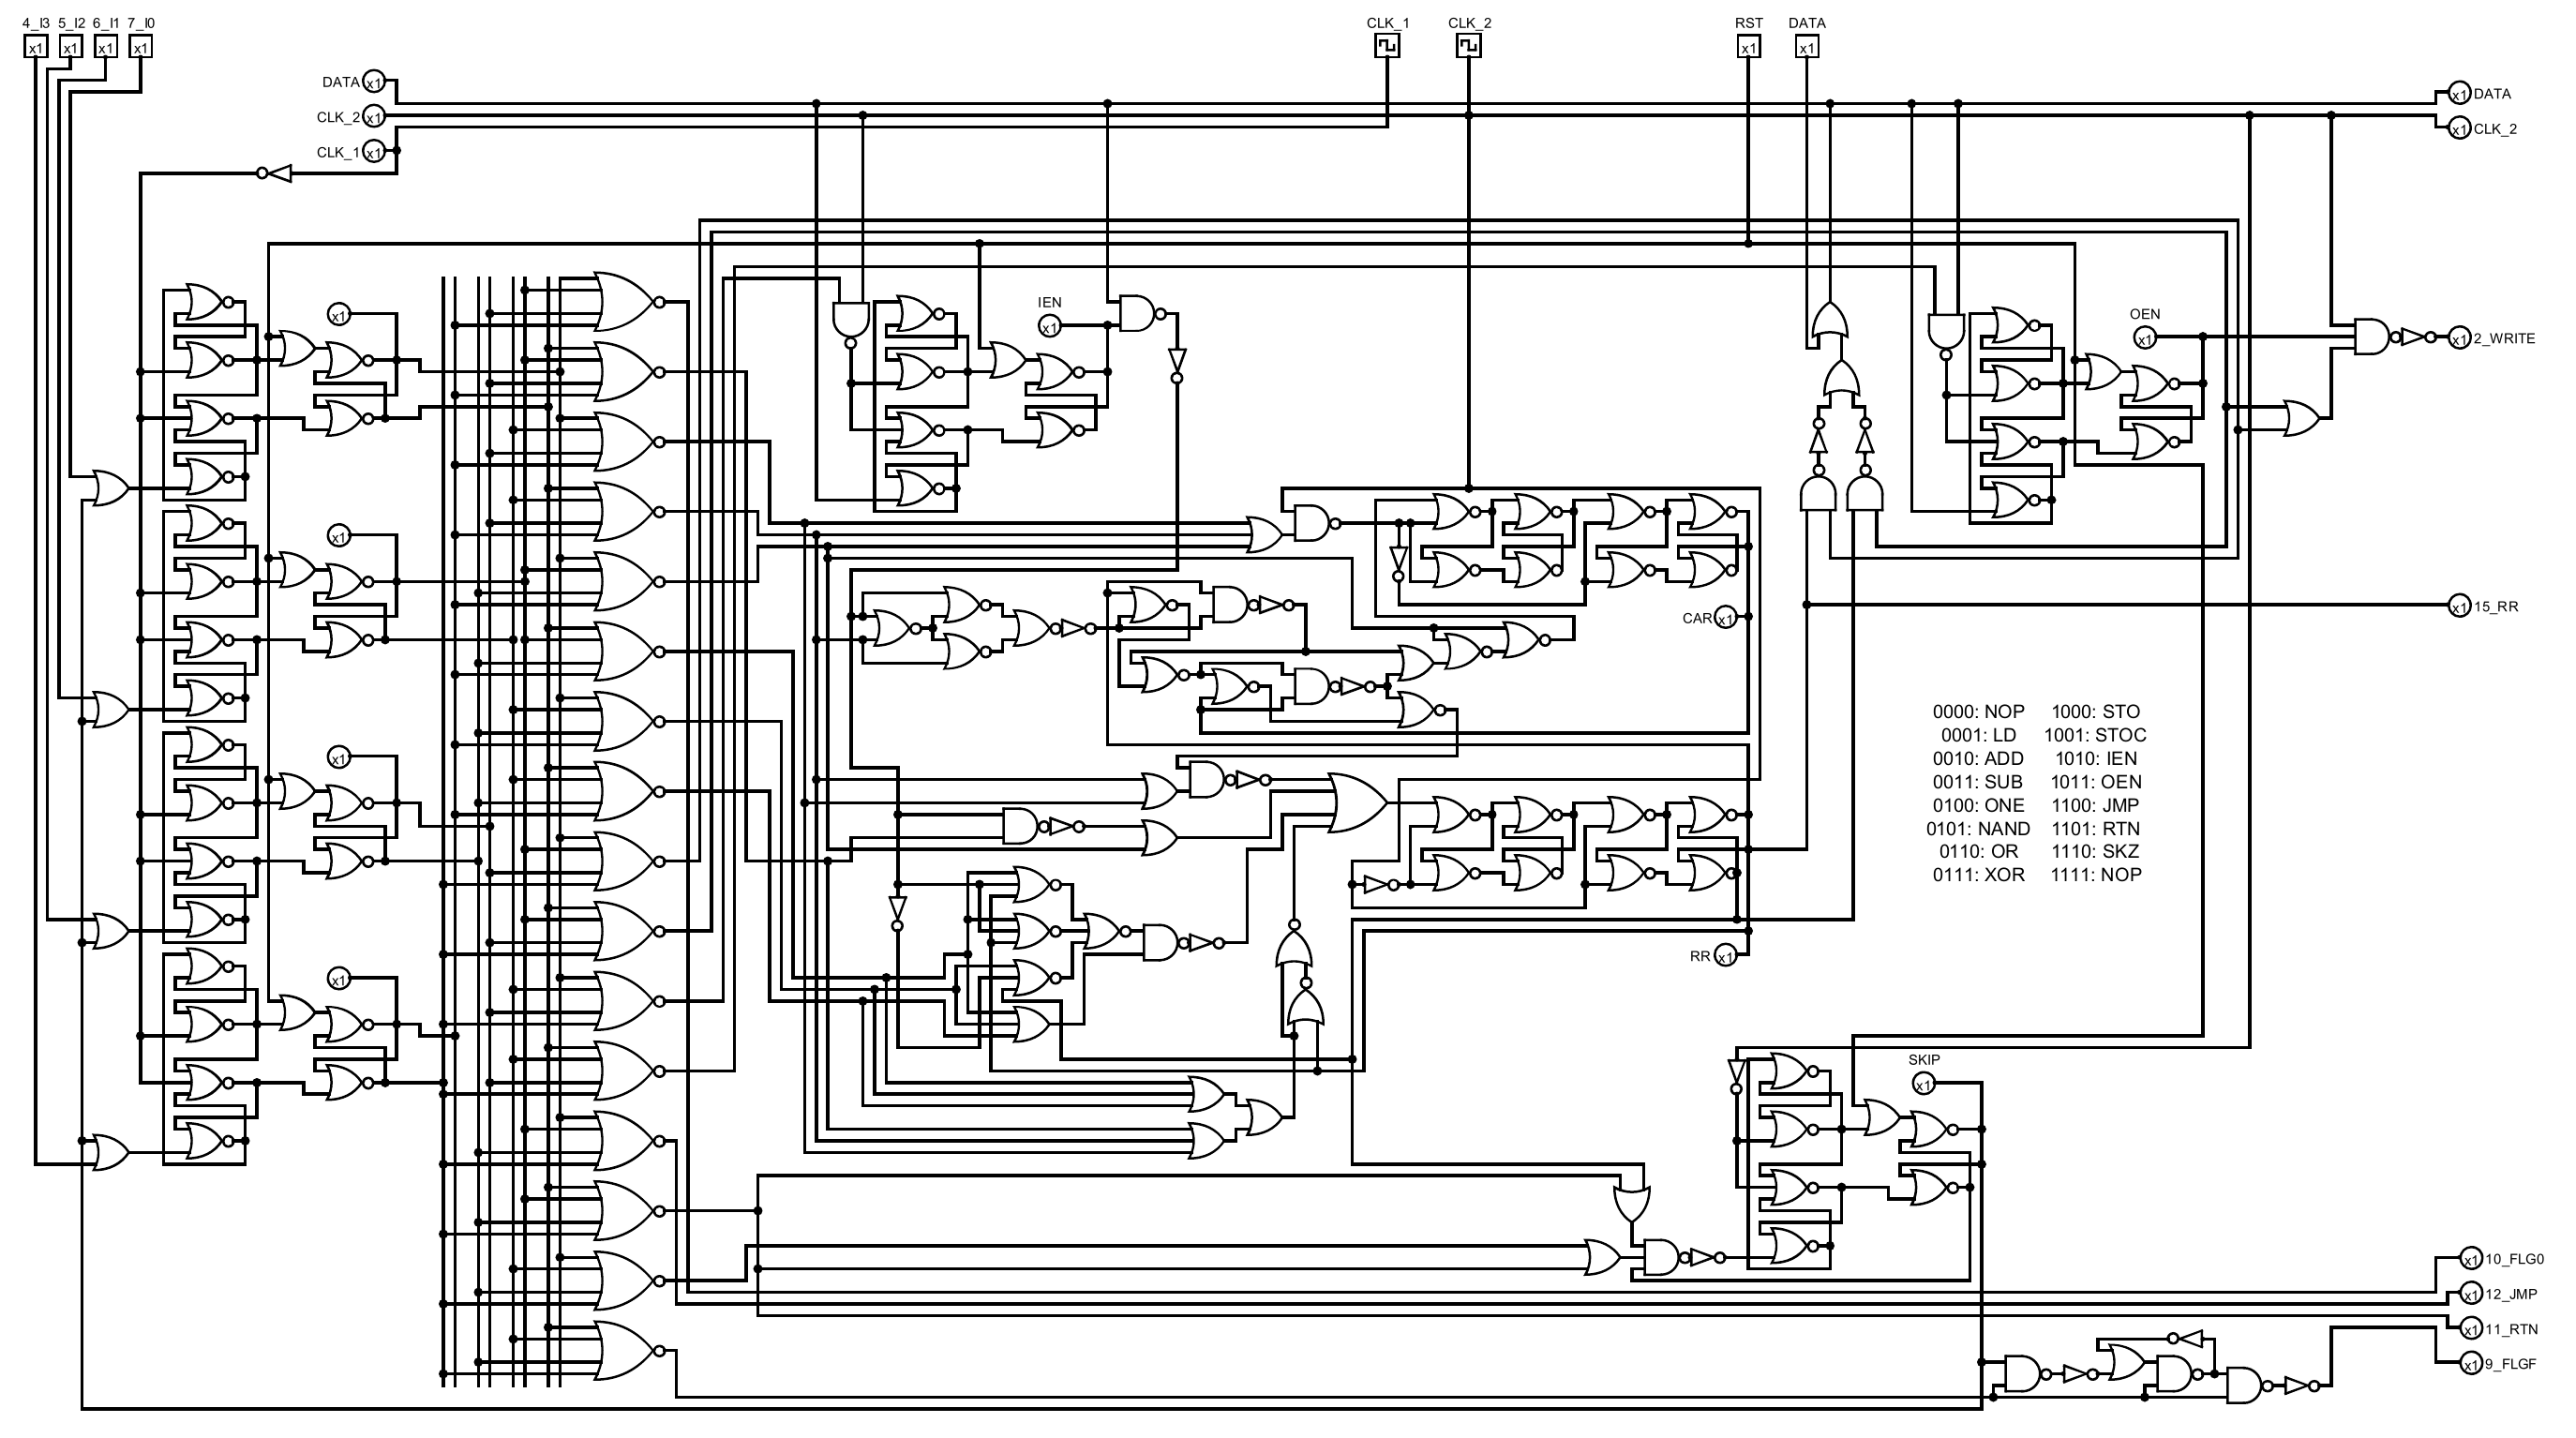 4_I3 5_I2 6_I1 7_I0
x1 x1 x1 x1
CLK_1 CLK_2 RST DATA
x1 x1
DATA x1
CLK_2 x1
CLK_1 x1
x1 DATA
x1 CLK_2
x1
IEN
x1
OEN
x1
x1 2_WRITE
x1
CAR x1
x1 15_RR
x1
RR x1
x1
0000: NOP 1000: STO
0001: LD 1001: STOC
0010: ADD 1010: IEN
0011: SUB 1011: OEN
0100: ONE 1100: JMP
0101: NAND 1101: RTN
0110: OR 1110: SKZ
0111: XOR 1111: NOP
SKIP
x1
x1 10_FLG0
x1 12_JMP
x1 11_RTN
x1 9_FLGF